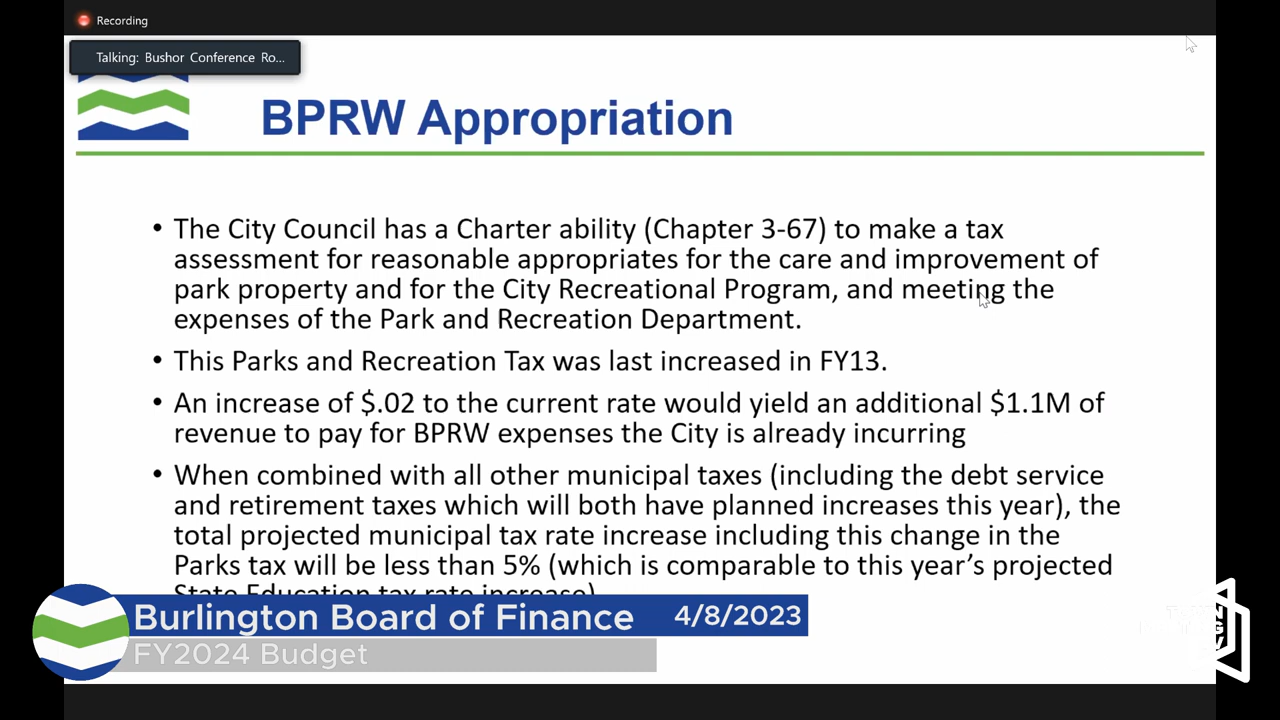 Recording
Talking: Bushor Conference Ro...
BPRW Appropriation
• The City Council has a Charter ability (Chapter 3-67) to make a tax
assessment for reasonable appropriates for the care and improvement of
park property and for the City Recreational Program, and meeting the
expenses of the Park and Recreation Department.
• This Parks and Recreation Tax was last increased in FY13.
• An increase of $.02 to the current rate would yield an additional $1.1M of
revenue to pay for BPRW expenses the City is already incurring
• When combined with all other municipal taxes (including the debt service
and retirement taxes which will both have planned increases this year), the
total projected municipal tax rate increase including this change in the
Parks tax will be less than 5% (which is comparable to this year’s projected
State Education tax rate increase)
Burlington Board of Finance 4/8/2023
FY2024 Budget